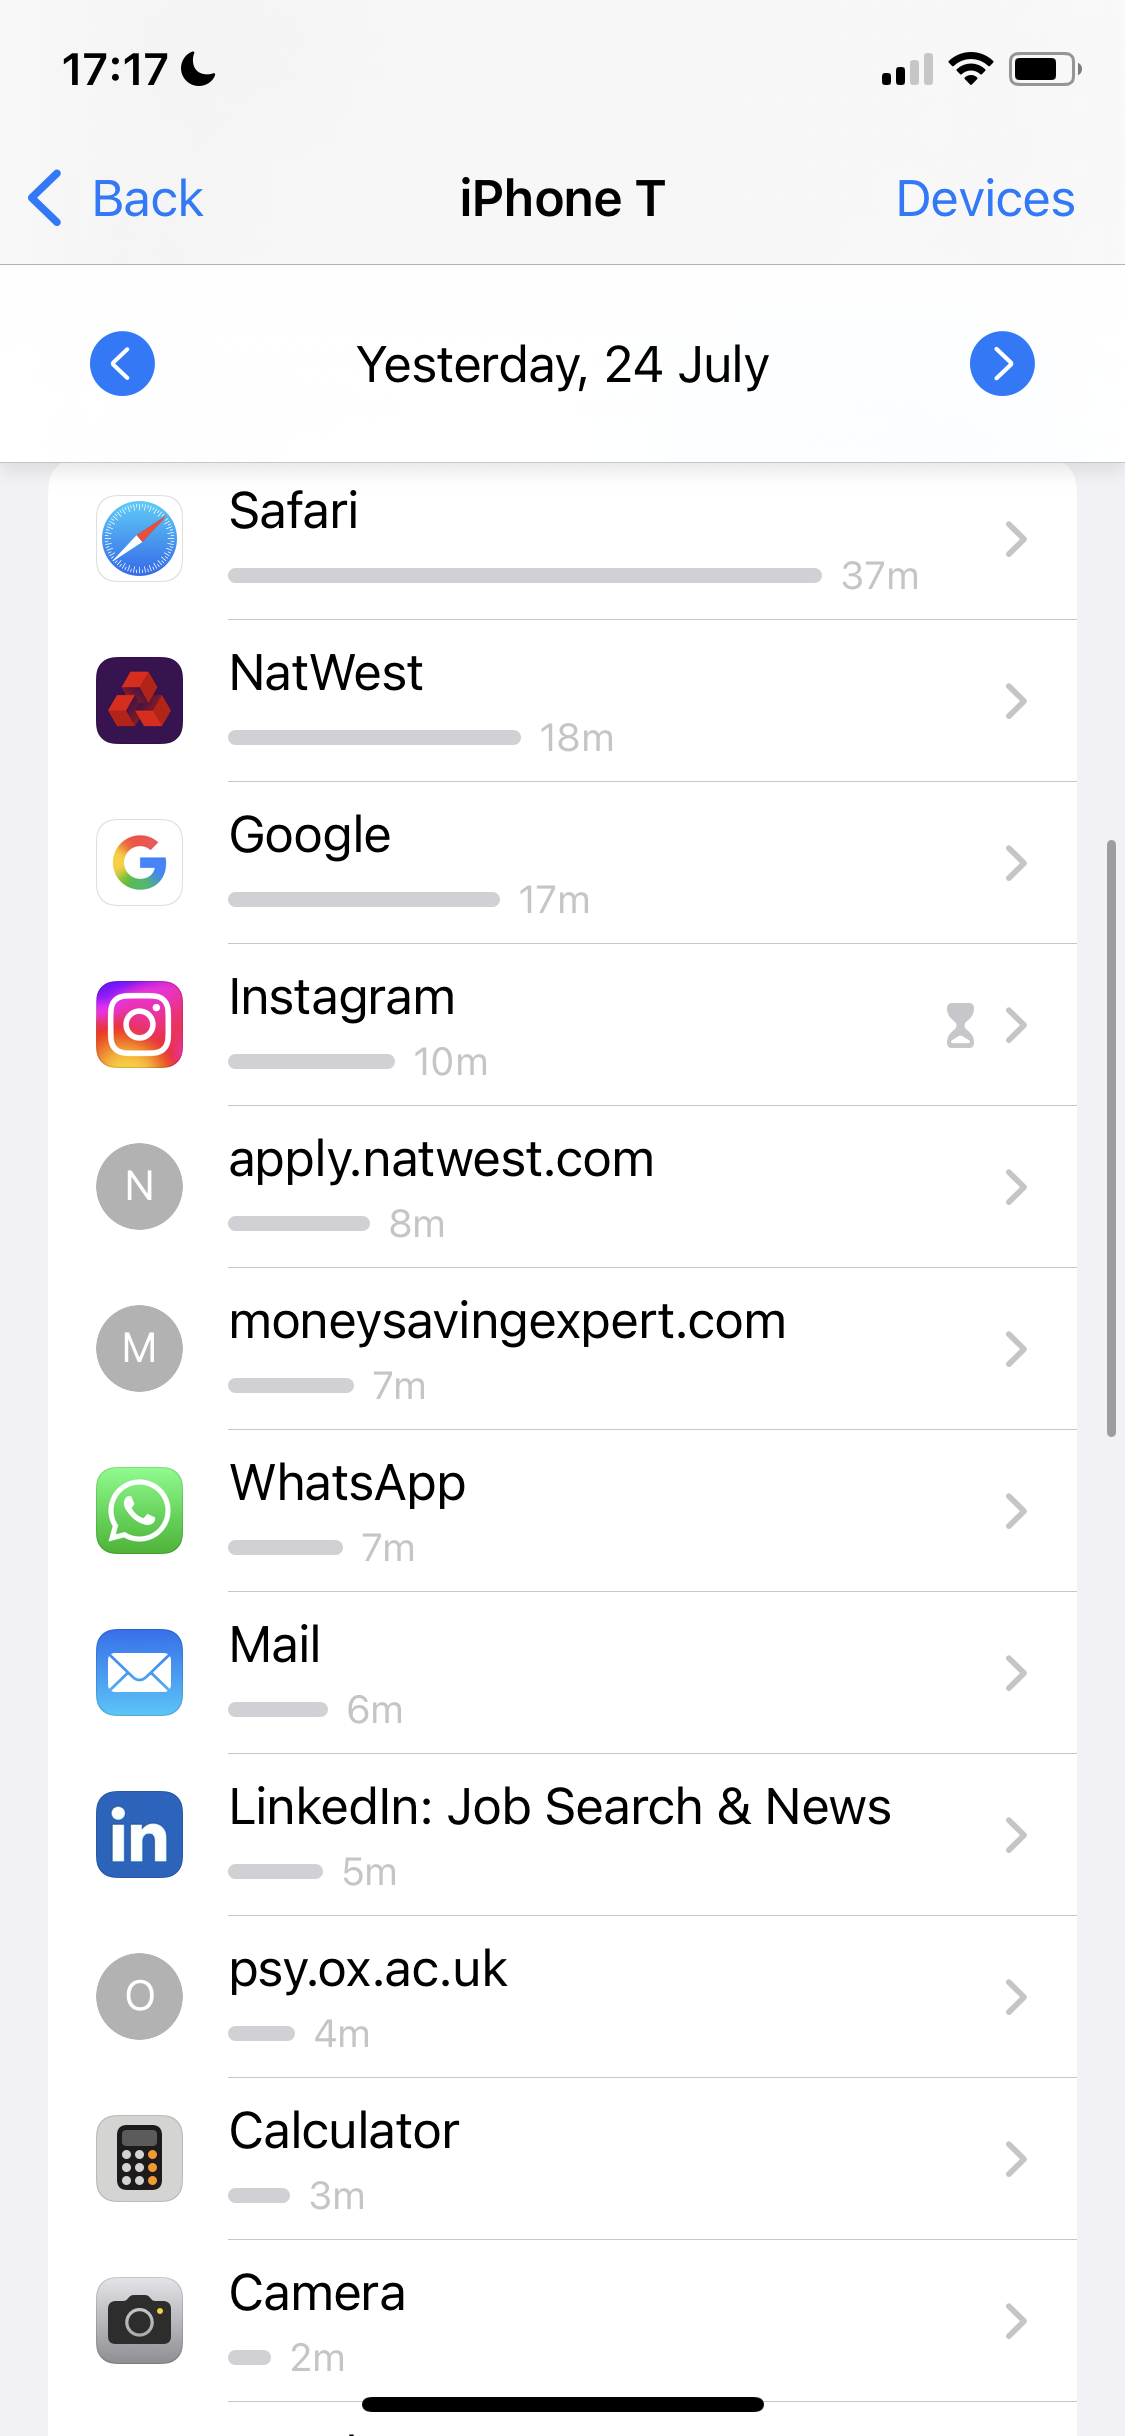 17:17
Back
iPhone T
Devices
Yesterday, 24 July
Safari
37m
NatWest
18m
Google
17m
Instagram
10m
N
apply.natwest.com
8m
M
moneysavingexpert.com
7m
WhatsApp
7m
Mail
6m
in
LinkedIn: Job Search & News
5m
O
psy.ox.ac.uk
4m
Calculator
3m
Camera
2m